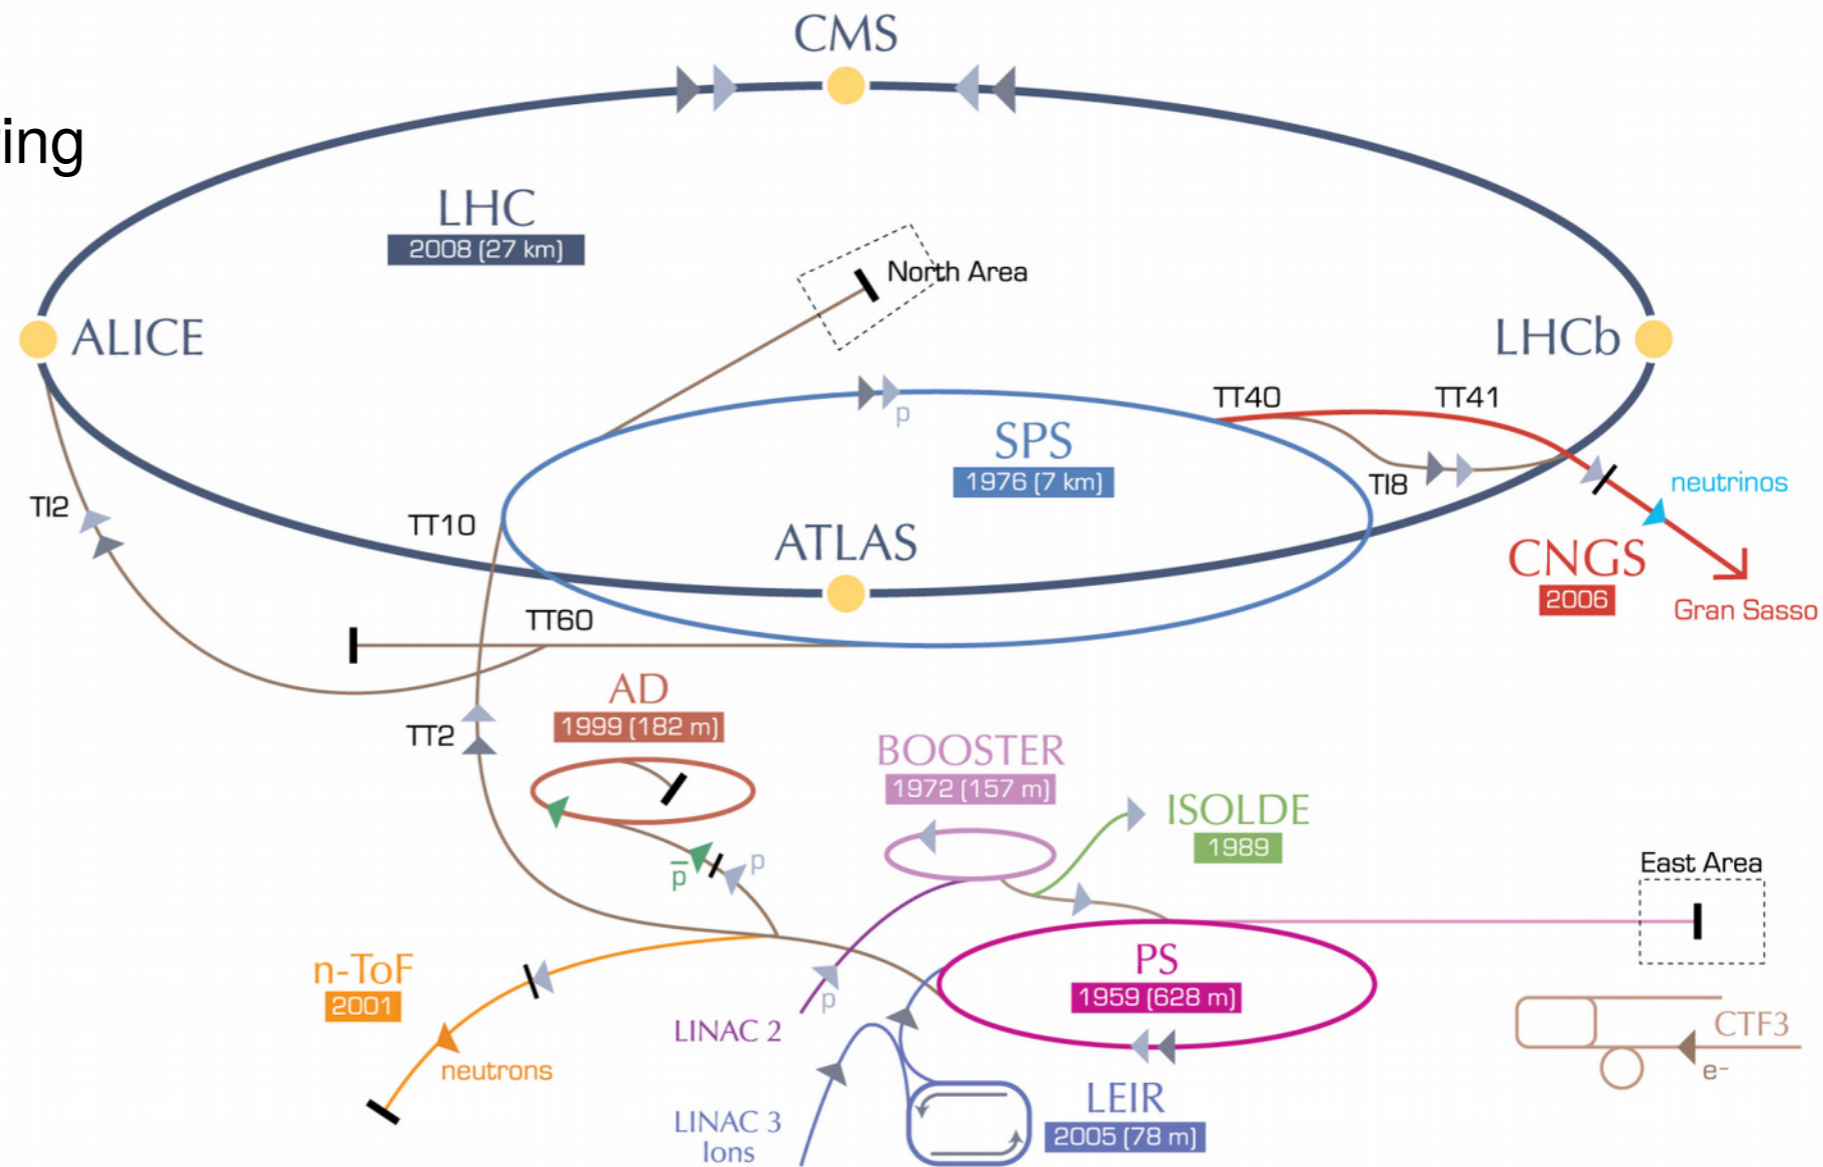 CMS
ing
LHC
2008 (27 km)
North Area
ALICE
LHCb
TT40
TT41
p
SPS
1976 (7 km)
TI8
neutrinos
TI2
TT10
ATLAS
CNGS
2006
Gran Sasso
TT60
AD
1999 (182 m)
TT2
BOOSTER
1972 (157 m)
ISOLDE
1989
p
p̅
East Area
n-ToF
2001
PS
1959 (628 m)
p
LINAC 2
CTF3
e-
neutrons
LEIR
2005 (78 m)
LINAC 3
Ions